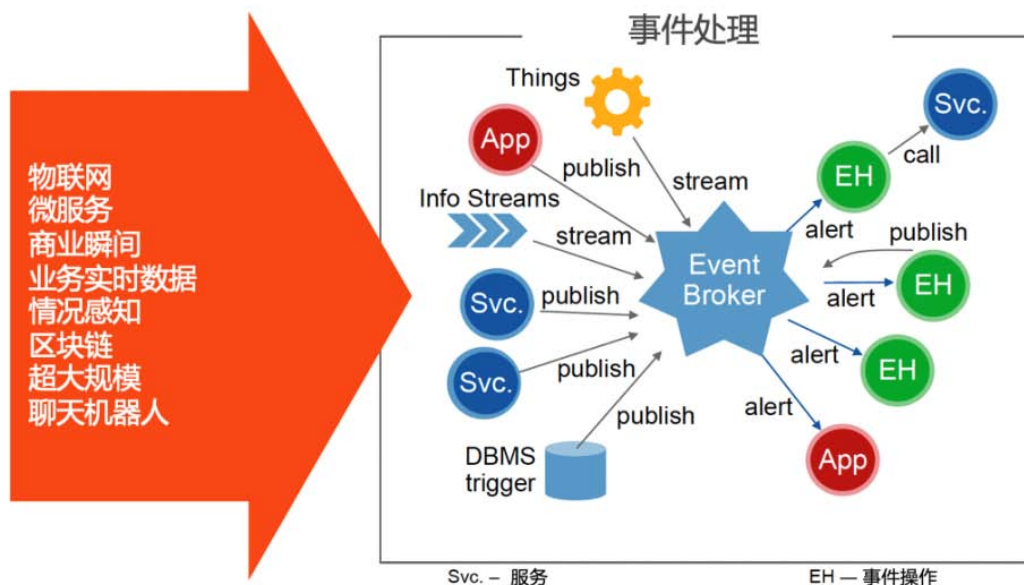 事件处理
物联网
微服务
商业瞬间
业务实时数据
情况感知
区块链
超大规模
聊天机器人
Things
App
publish
stream
Info Streams
stream
Svc.
publish
Svc.
publish
publish
DBMS
trigger
Event
Broker
Svc.
call
EH
alert
publish
EH
alert
EH
alert
alert
App
Svc. – 服务
EH — 事件操作